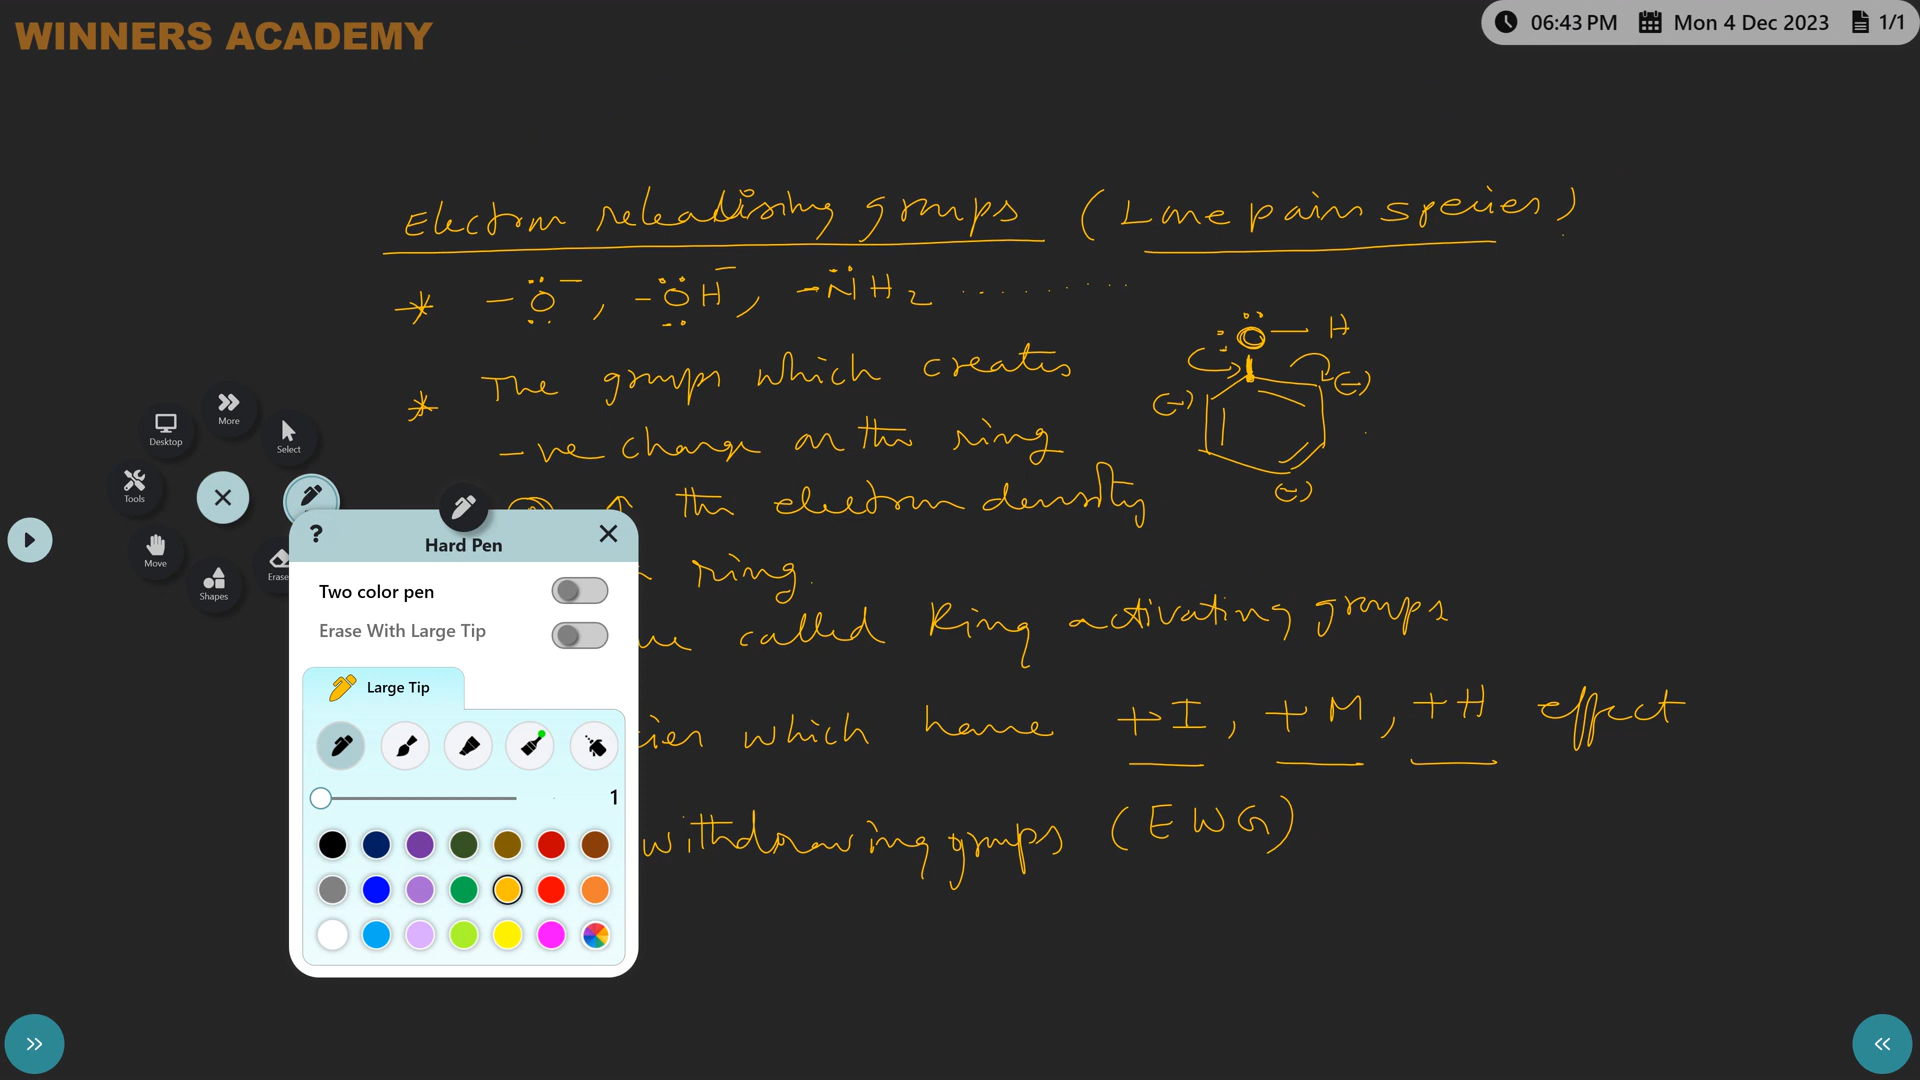 WINNERS ACADEMY
06:43 PM Mon 4 Dec 2023 1/1
Electron releasing groups (Lone pair species)
* -O⁻, -OH, -NH2 ..........
O — H
* The groups which creates
(-) (-)
-ve charge on the ring
↑ the electron density
(-)
ring.
called Ring activating groups
which have +I, +M, +H effect
withdrawing groups (EWG)
More
Desktop
Select
Tools
Move
Shapes
Erase
?
Hard Pen
Two color pen
Erase With Large Tip
Large Tip
1